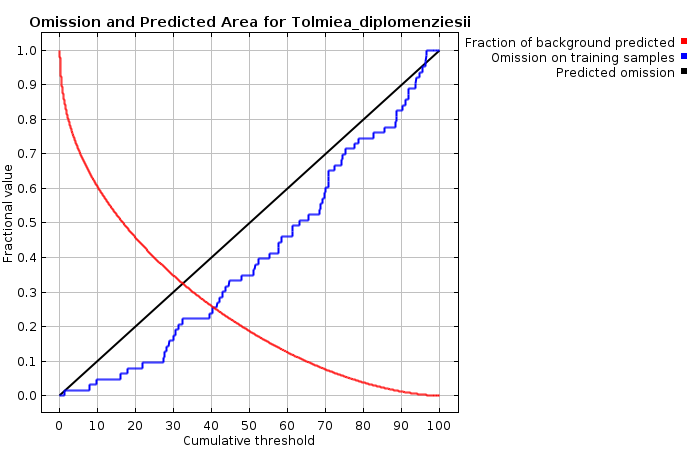 Omission and Predicted Area for Tolmiea_diplomenziesii
Fraction of background predicted
Omission on training samples
Predicted omission
1.0
0.9
0.8
0.7
0.6
0.5
0.4
0.3
0.2
0.1
0.0
Fractional value
0 10 20 30 40 50 60 70 80 90 100
Cumulative threshold